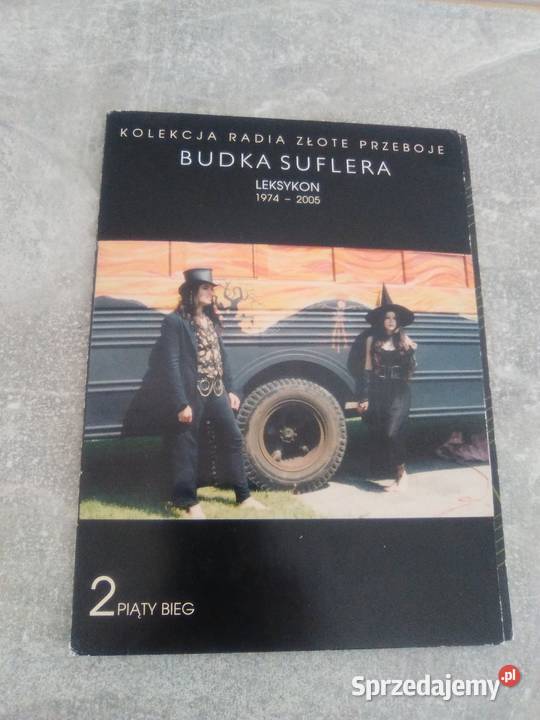 KOLEKCJA RADIA ZŁOTE PRZEBOJE
BUDKA SUFLERA
LEKSYKON
1974 – 2005
2 PIĄTY BIEG
Sprzedajemy.pl